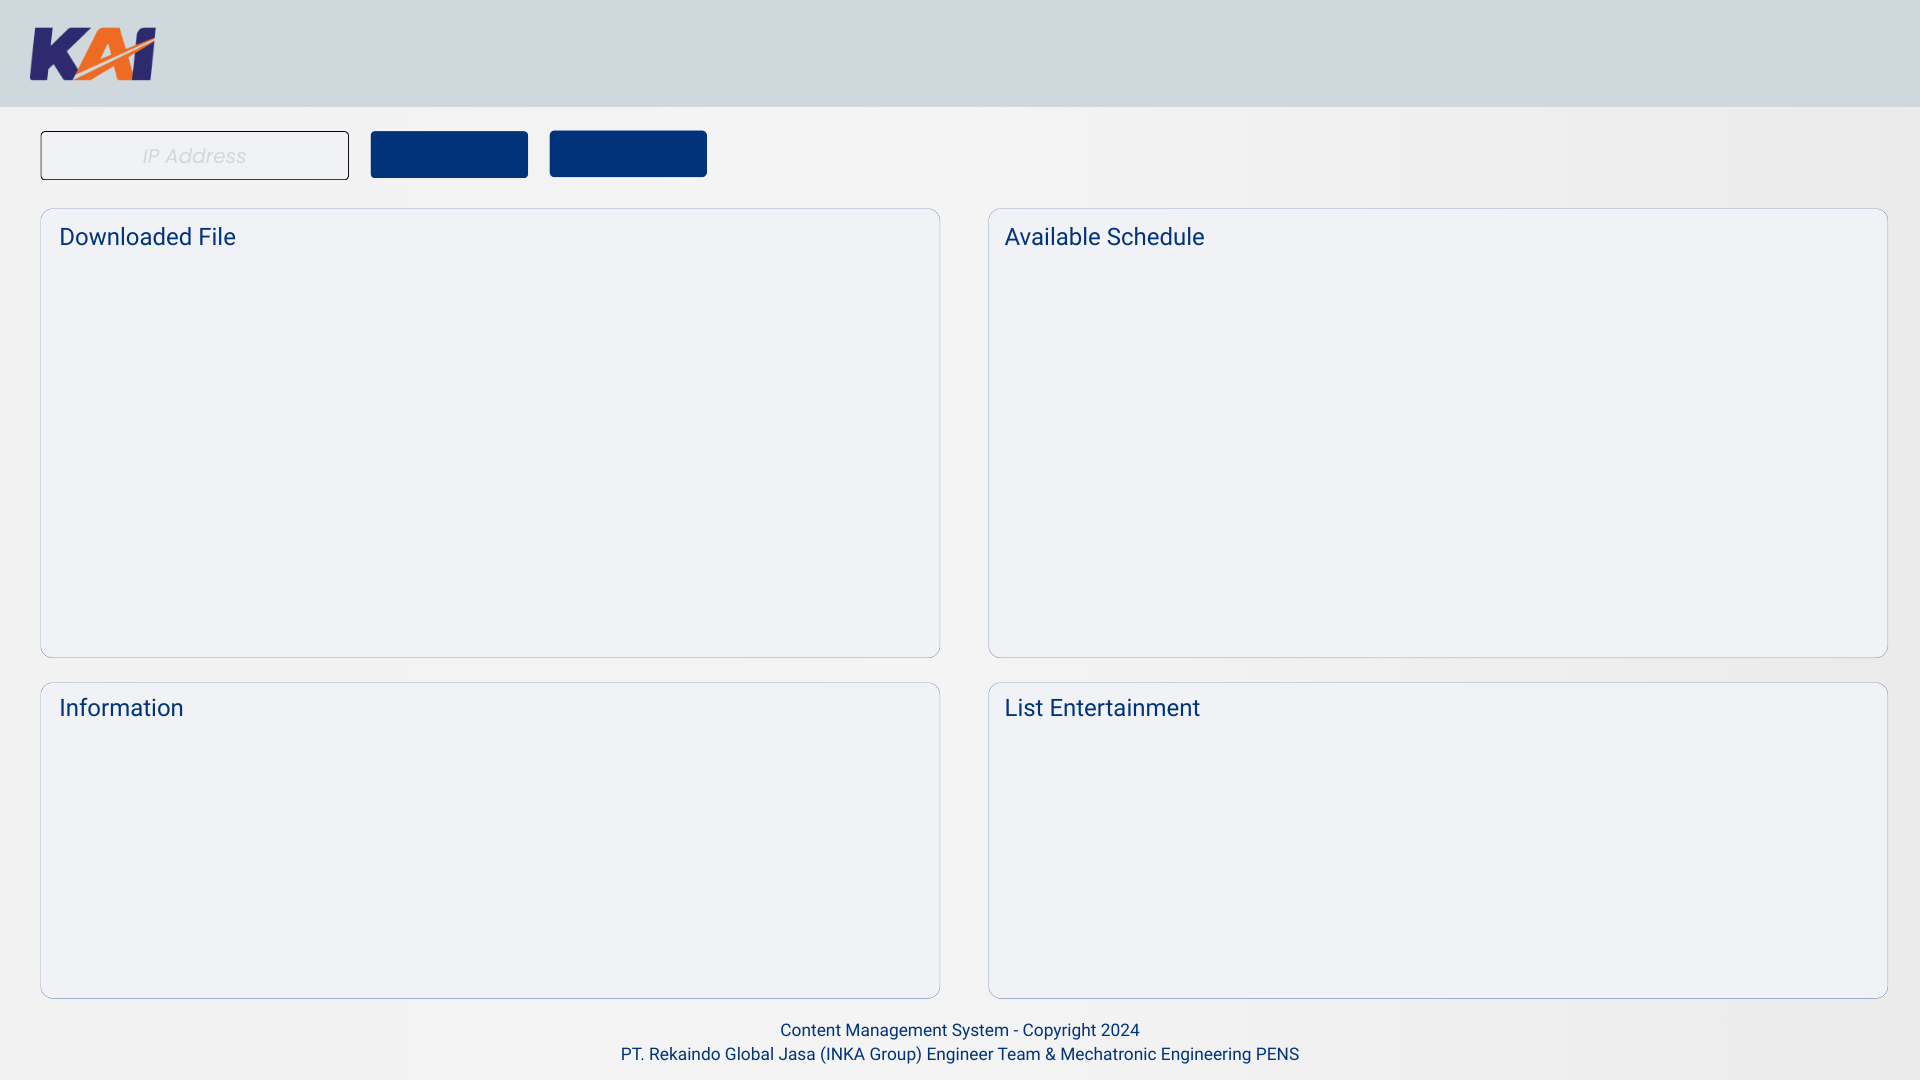 KAI
IP Address
Downloaded File
Available Schedule
Information
List Entertainment
Content Management System - Copyright 2024
PT. Rekaindo Global Jasa (INKA Group) Engineer Team & Mechatronic Engineering PENS